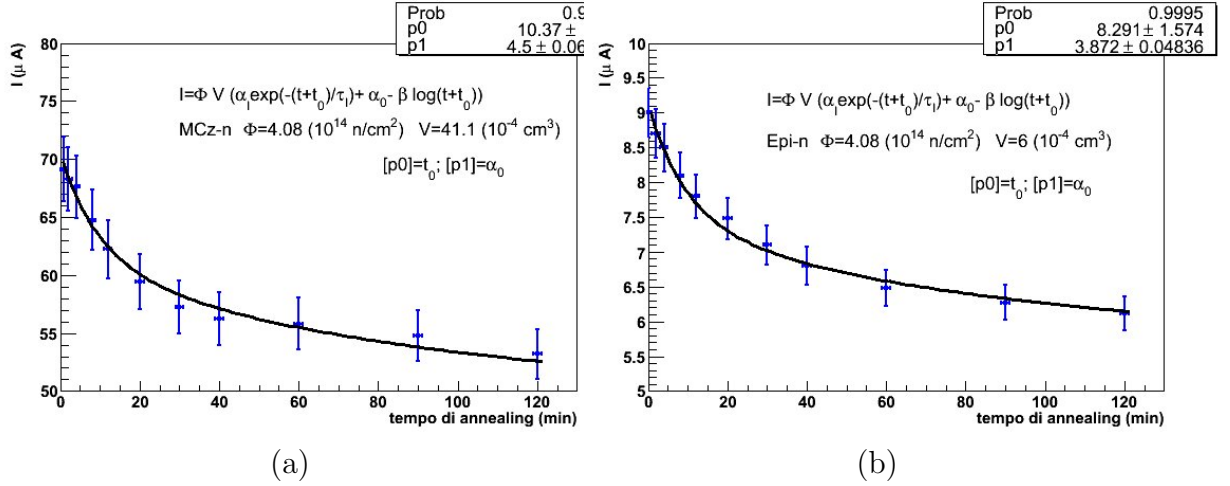 Prob 0.9
p0 10.37 ±
p1 4.5 ± 0.06
I (μ A)
80
75
70
65
60
55
50
I=Φ V (α_I exp(-(t+t_0)/τ_I)+ α_0- β log(t+t_0))
MCz-n Φ=4.08 (10^14 n/cm^2) V=41.1 (10^-4 cm^3)
[p0]=t_0; [p1]=α_0
0 20 40 60 80 100 120
tempo di annealing (min)
(a)
Prob 0.9995
p0 8.291 ± 1.574
p1 3.872 ± 0.04836
I (μ A)
10
9.5
9
8.5
8
7.5
7
6.5
6
5.5
5
I=Φ V (α_I exp(-(t+t_0)/τ_I)+ α_0- β log(t+t_0))
Epi-n Φ=4.08 (10^14 n/cm^2) V=6 (10^-4 cm^3)
[p0]=t_0; [p1]=α_0
0 20 40 60 80 100 120
tempo di annealing (min)
(b)